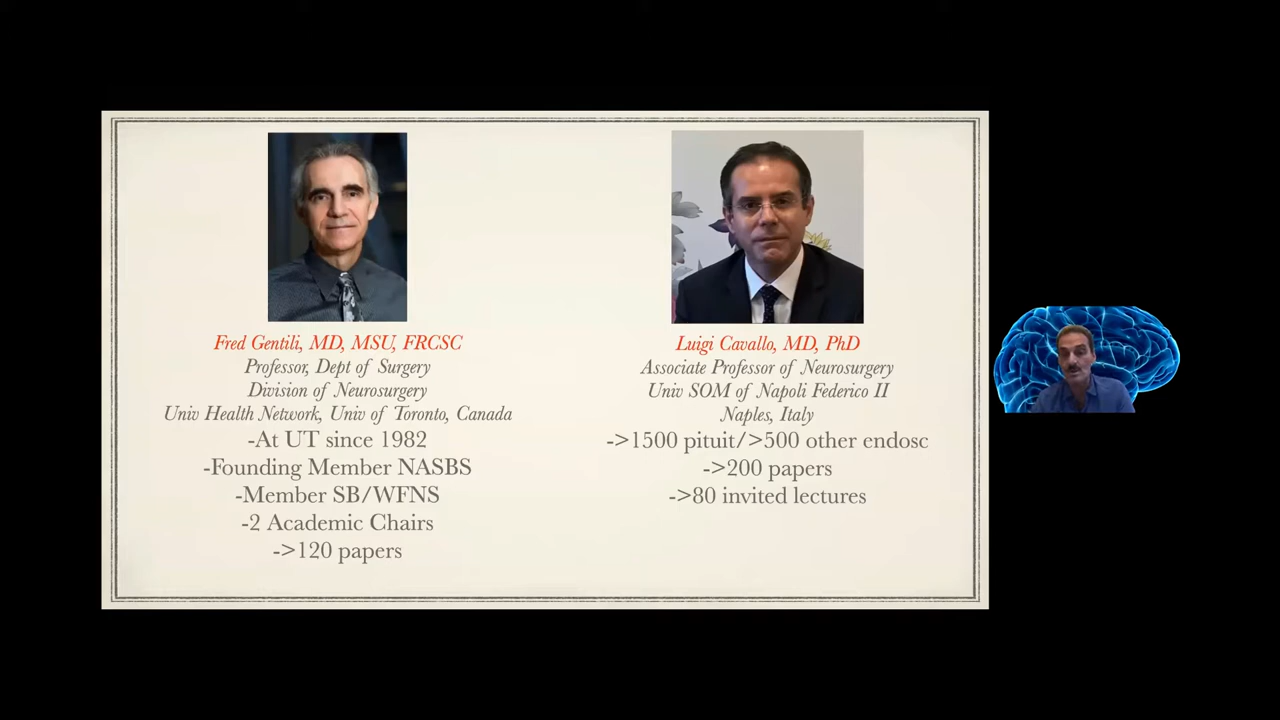 Fred Gentili, MD, MSU, FRCSC
Professor, Dept of Surgery
Division of Neurosurgery
Univ Health Network, Univ of Toronto, Canada
-At UT since 1982
-Founding Member NASBS
-Member SB/WFNS
-2 Academic Chairs
->120 papers
Luigi Cavallo, MD, PhD
Associate Professor of Neurosurgery
Univ SOM of Napoli Federico II
Naples, Italy
->1500 pituit/>500 other endosc
->200 papers
->80 invited lectures